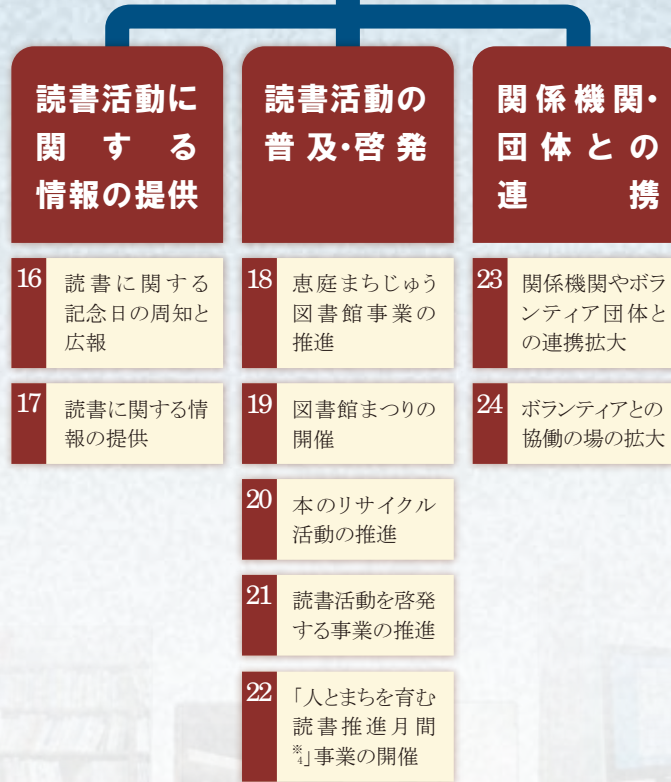 読書活動に
関する
情報の提供
16
読書に関する
記念日の周知と
広報
17
読書に関する情
報の提供
読書活動の
普及・啓発
18
恵庭まちじゅう
図書館事業の
推進
19
図書館まつりの
開催
20
本のリサイクル
活動の推進
21
読書活動を啓発
する事業の推進
22
「人とまちを育む
読書推進月間
※4」事業の開催
関係機関・
団体との
連携
23
関係機関やボラ
ンティア団体と
の連携拡大
24
ボランティアとの
協働の場の拡大